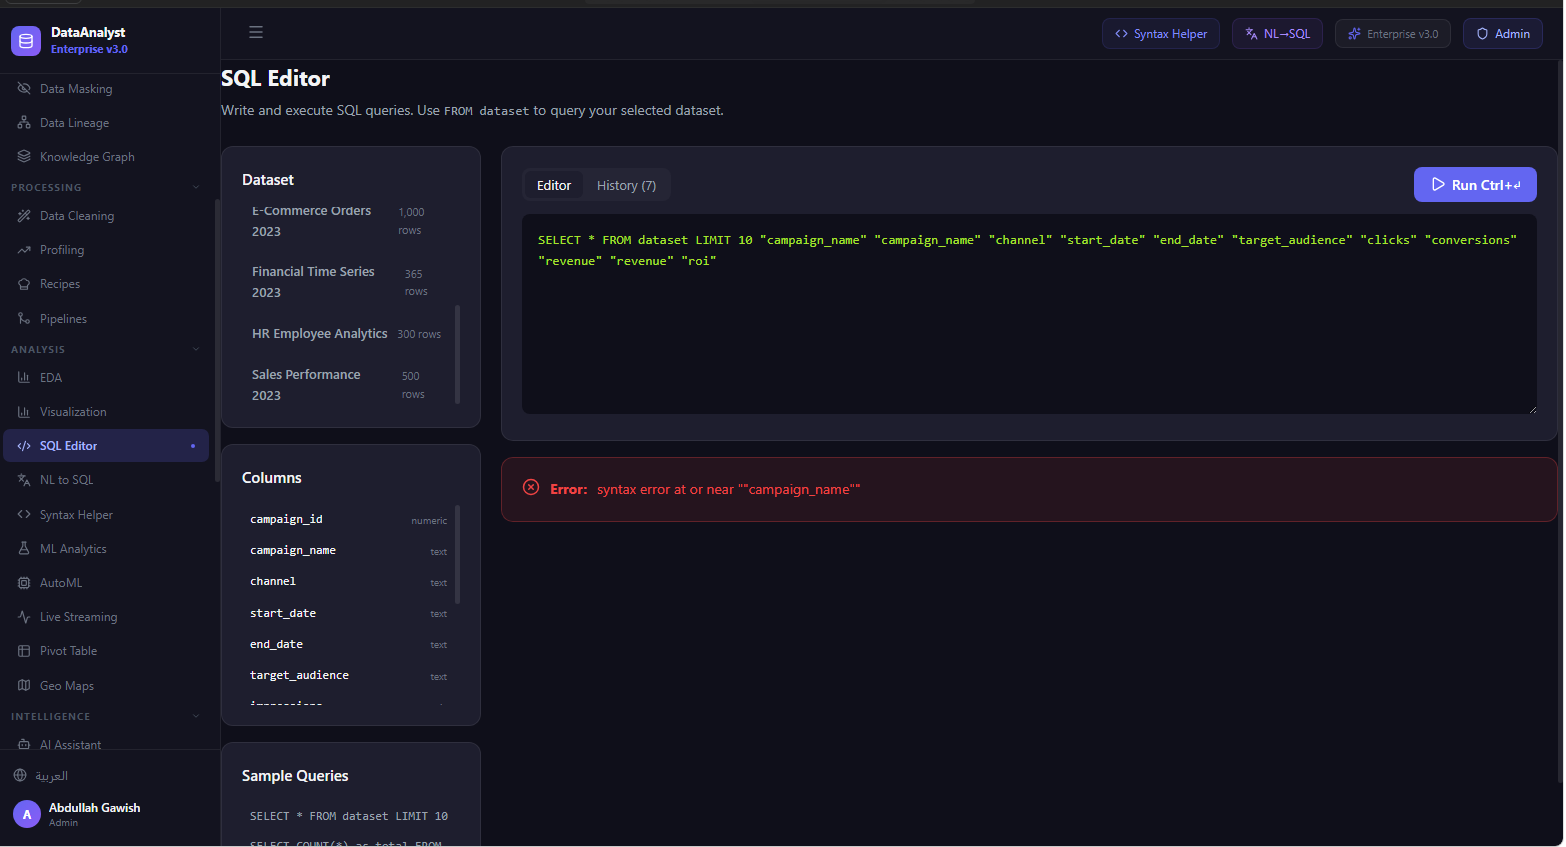 DataAnalyst
Enterprise v3.0
Data Masking
Data Lineage
Knowledge Graph
PROCESSING
Data Cleaning
Profiling
Recipes
Pipelines
ANALYSIS
EDA
Visualization
SQL Editor
NL to SQL
Syntax Helper
ML Analytics
AutoML
Live Streaming
Pivot Table
Geo Maps
INTELLIGENCE
AI Assistant
العربية
A
Abdullah Gawish
Admin
Syntax Helper
NL→SQL
Enterprise v3.0
Admin
SQL Editor
Write and execute SQL queries. Use FROM dataset to query your selected dataset.
Dataset
E-Commerce Orders 1,000
2023 rows
Financial Time Series 365
2023 rows
HR Employee Analytics 300 rows
Sales Performance 500
2023 rows
Columns
campaign_id numeric
campaign_name text
channel text
start_date text
end_date text
target_audience text
Sample Queries
SELECT * FROM dataset LIMIT 10
SELECT COUNT(*) as total FROM
Editor History (7)
Run Ctrl+↲
SELECT * FROM dataset LIMIT 10 "campaign_name" "campaign_name" "channel" "start_date" "end_date" "target_audience" "clicks" "conversions"
"revenue" "revenue" "roi"
Error: syntax error at or near ""campaign_name""